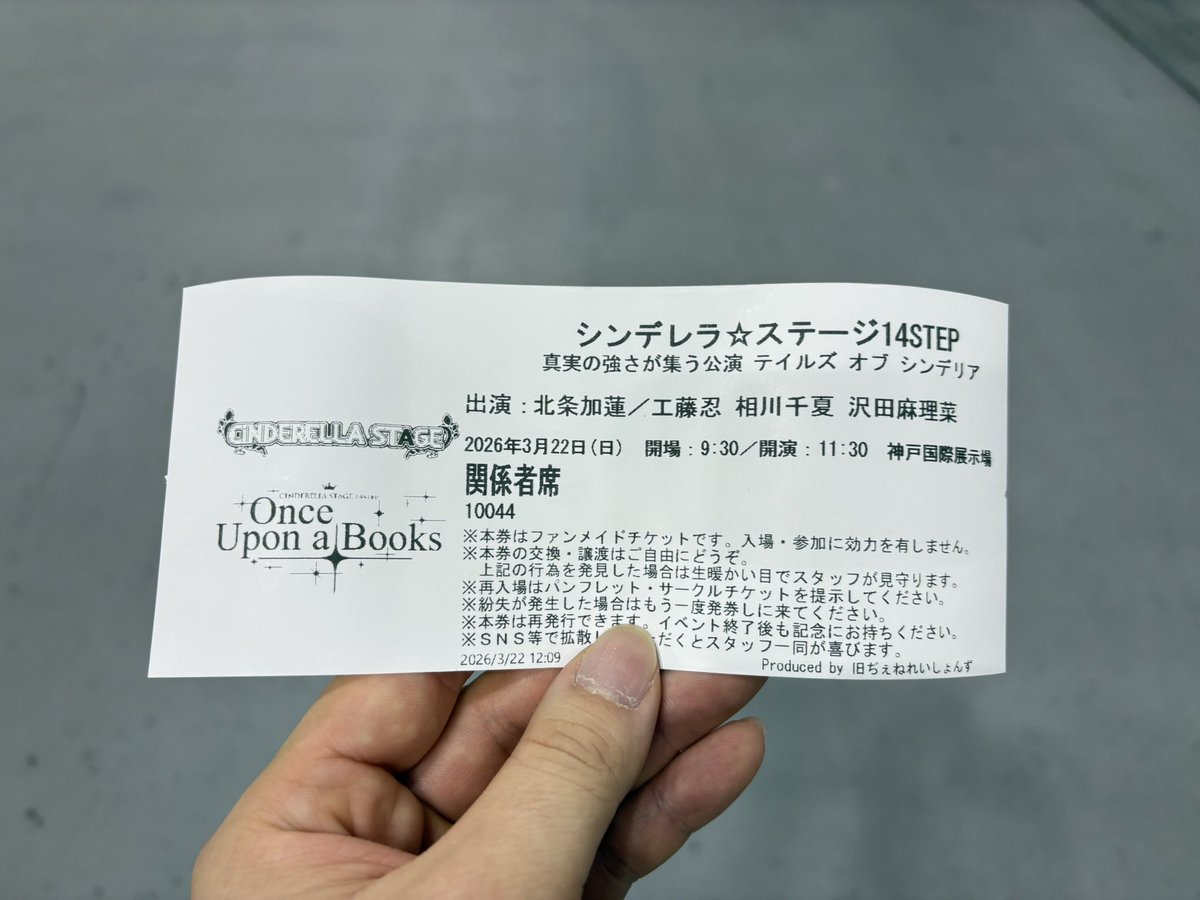 シンデレラ☆ステージ14STEP
真実の強さが集う公演 テイルズ オブ シンデリア
出演：北条加蓮／工藤忍 相川千夏 沢田麻理菜
2026年3月22日(日) 開場：9:30／開演：11:30 神戸国際展示場
関係者席
10044
CINDERELLA STAGE
CINDERELLA STAGE 14STEP
Once
Upon a Books
※本券はファンメイドチケットです。入場・参加に効力を有しません。
※本券の交換・譲渡はご自由にどうぞ。
上記の行為を発見した場合は生暖かい目でスタッフが見守ります。
※再入場はパンフレット・サークルチケットを提示してください。
※紛失が発生した場合はもう一度発券しに来てください。
※本券は再発行できます。イベント終了後も記念にお持ちください。
※ＳＮＳ等で拡散し だくとスタッフ一同が喜びます。
2026/3/22 12:09
Produced by 旧ぢぇねれいしょんず